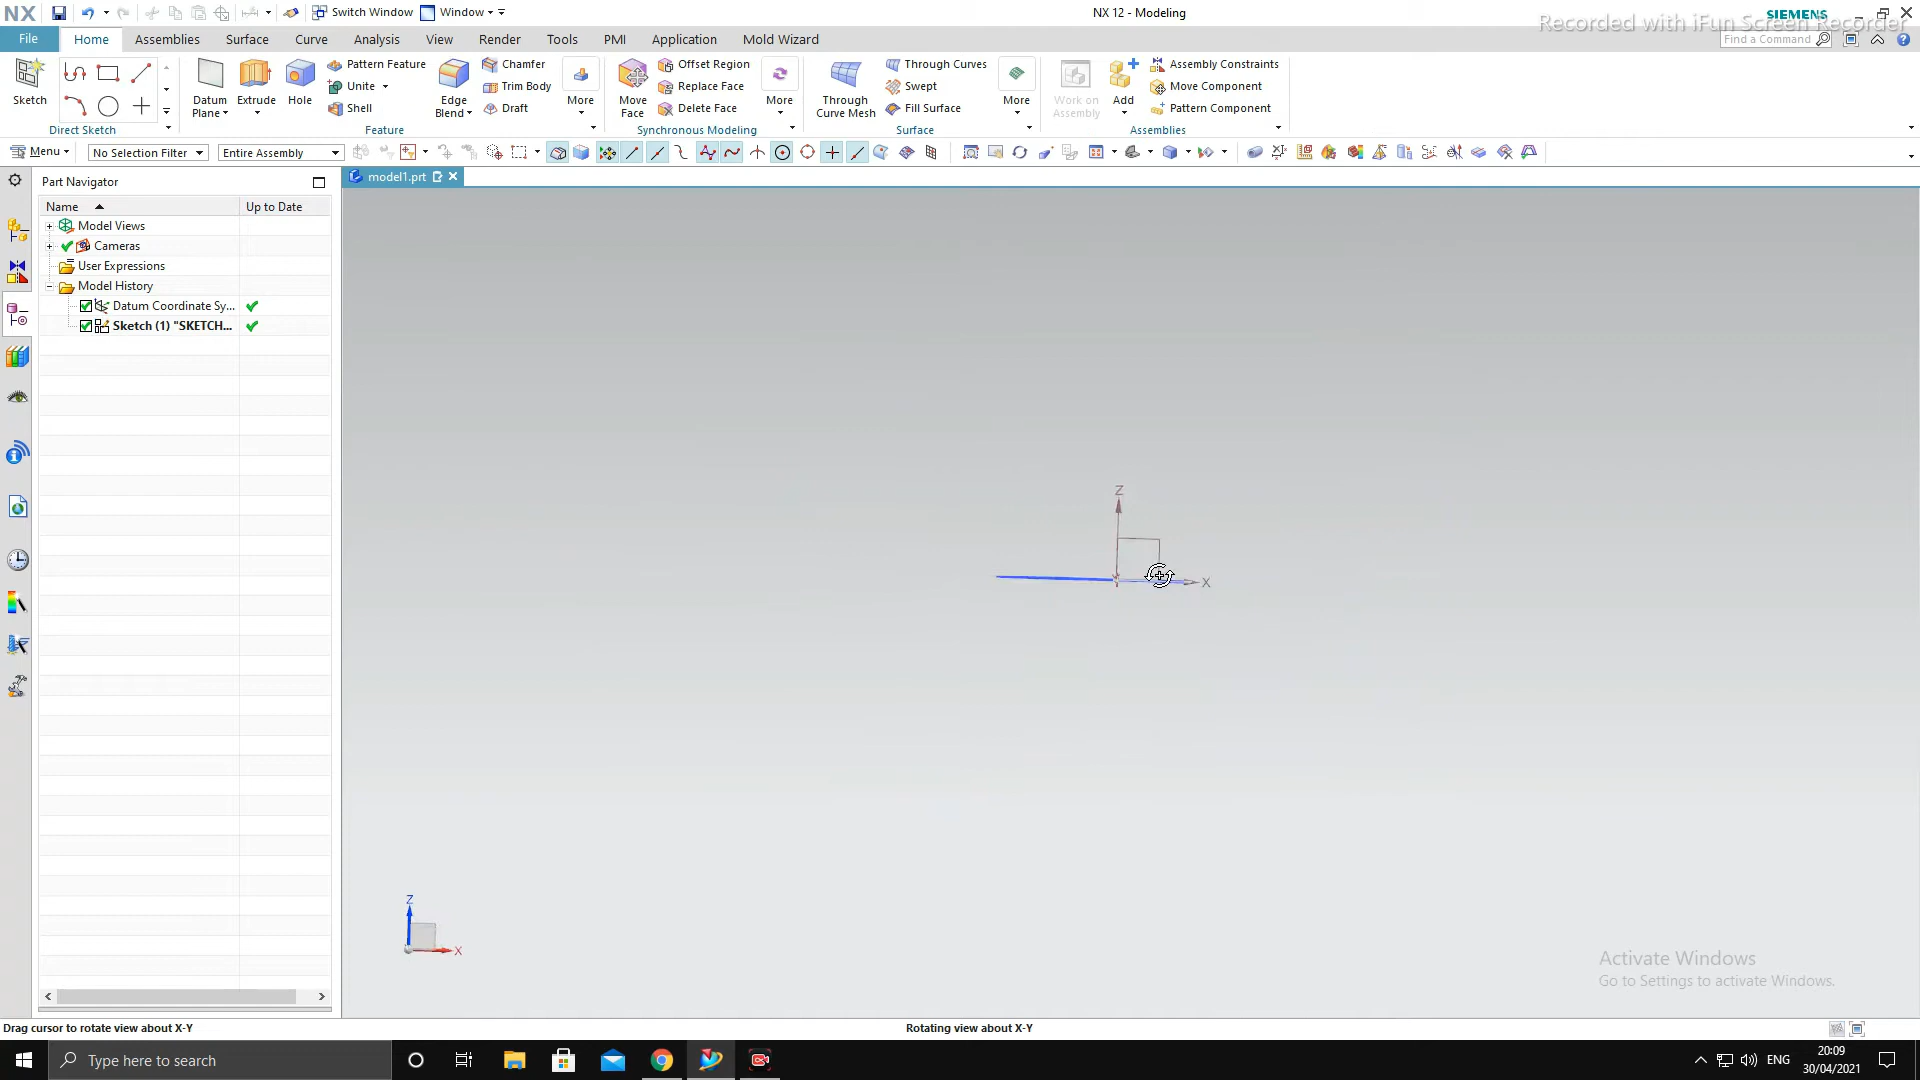 NX Switch Window Window NX 12 - Modeling SIEMENS
Recorded with iFun Screen Recorder
File Home Assemblies Surface Curve Analysis View Render Tools PMI Application Mold Wizard Find a Command
Sketch
Direct Sketch
Datum Plane
Extrude
Hole
Pattern Feature
Unite
Shell
Edge Blend
Chamfer
Trim Body
Draft
More
Feature
Move Face
Offset Region
Replace Face
Delete Face
More
Synchronous Modeling
Through Curve Mesh
Through Curves
Swept
Fill Surface
More
Surface
Work on Assembly
Add
Assembly Constraints
Move Component
Pattern Component
Assemblies
Menu No Selection Filter Entire Assembly
Part Navigator
model1.prt
Name Up to Date
Model Views
Cameras
User Expressions
Model History
Datum Coordinate Sy...
Sketch (1) "SKETCH...
Z
X
Z
X
Activate Windows
Go to Settings to activate Windows.
Drag cursor to rotate view about X-Y Rotating view about X-Y
Type here to search
ENG
20:09
30/04/2021